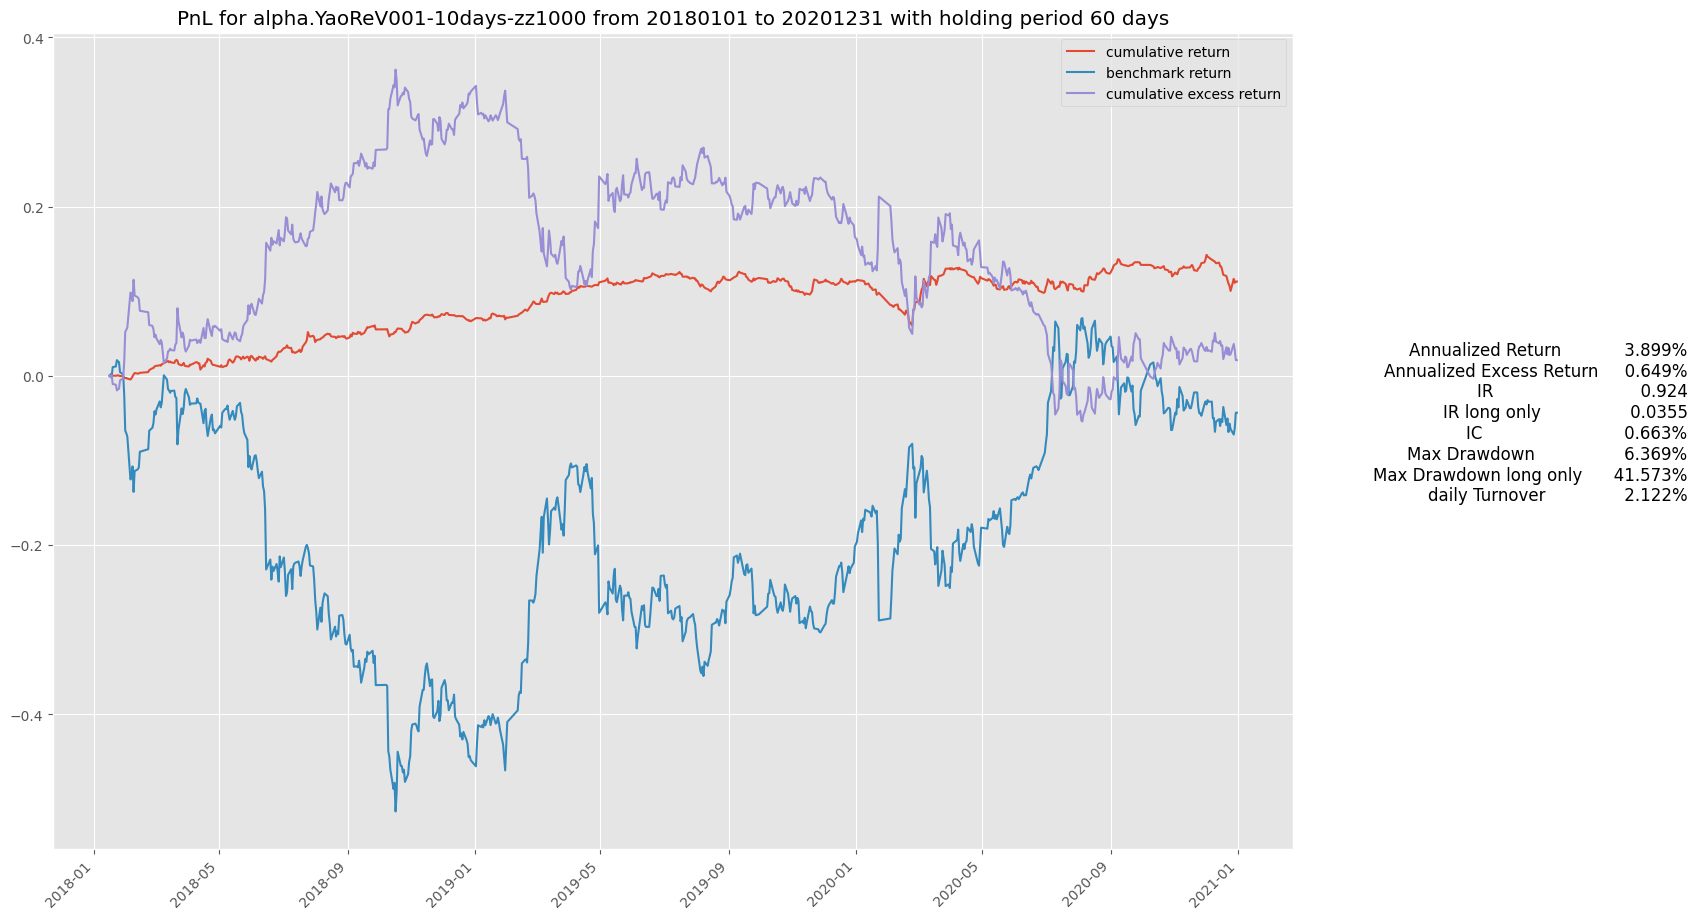 PnL for alpha.YaoReV001-10days-zz1000 from 20180101 to 20201231 with holding period 60 days
cumulative return
benchmark return
cumulative excess return
0.4
0.2
0.0
−0.2
−0.4
2018-01
2018-05
2018-09
2019-01
2019-05
2019-09
2020-01
2020-05
2020-09
2021-01
Annualized Return 3.899%
Annualized Excess Return 0.649%
IR 0.924
IR long only 0.0355
IC 0.663%
Max Drawdown 6.369%
Max Drawdown long only 41.573%
daily Turnover 2.122%